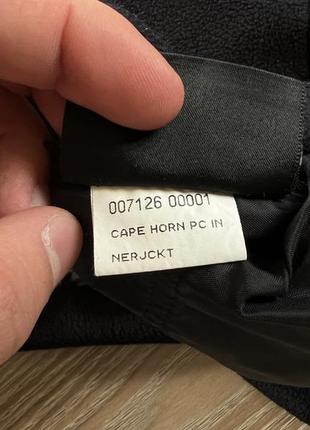 007126 00001
CAPE HORN PC IN
NERJCKT